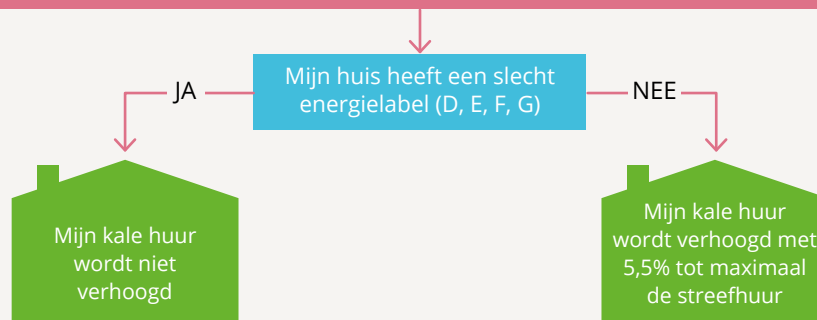 Mijn huis heeft een slecht
energielabel (D, E, F, G)
JA
NEE
Mijn kale huur
wordt niet
verhoogd
Mijn kale huur
wordt verhoogd met
5,5% tot maximaal
de streefhuur